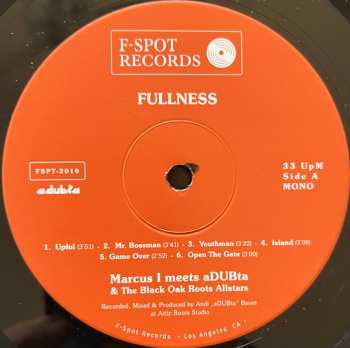 F-SPOT
RECORDS
FULLNESS
FSPT-2010
aDUBta
33 UpM
Side A
MONO
1. Upful (3'51) - 2. Mr. Bossman (3'41) - 3. Youthman (3'22) - 4. Island (3'09)
5. Game Over (2'52) - 6. Open The Gate (3'00)
Marcus I meets aDUBta
& The Black Oak Roots Allstars
Recorded, Mixed & Produced by Andi „aDUBta" Bauer
at Attic Roots Studio
F-Spot Records - Los Angeles, CA